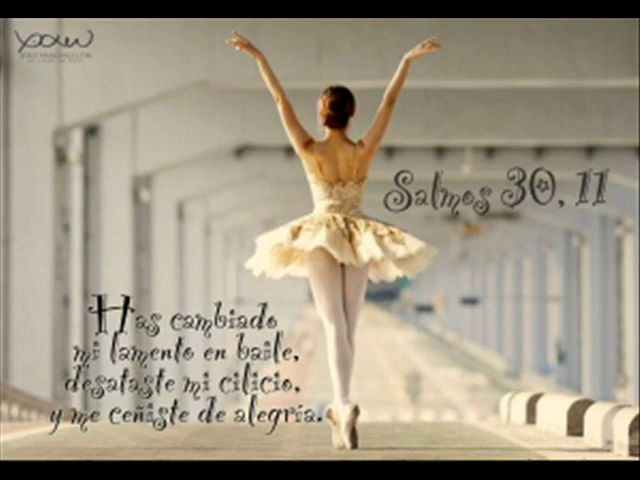 Salmos 30, 11
Has cambiado
mi lamento en baile,
desataste mi cilicio,
y me ceñiste de alegría.